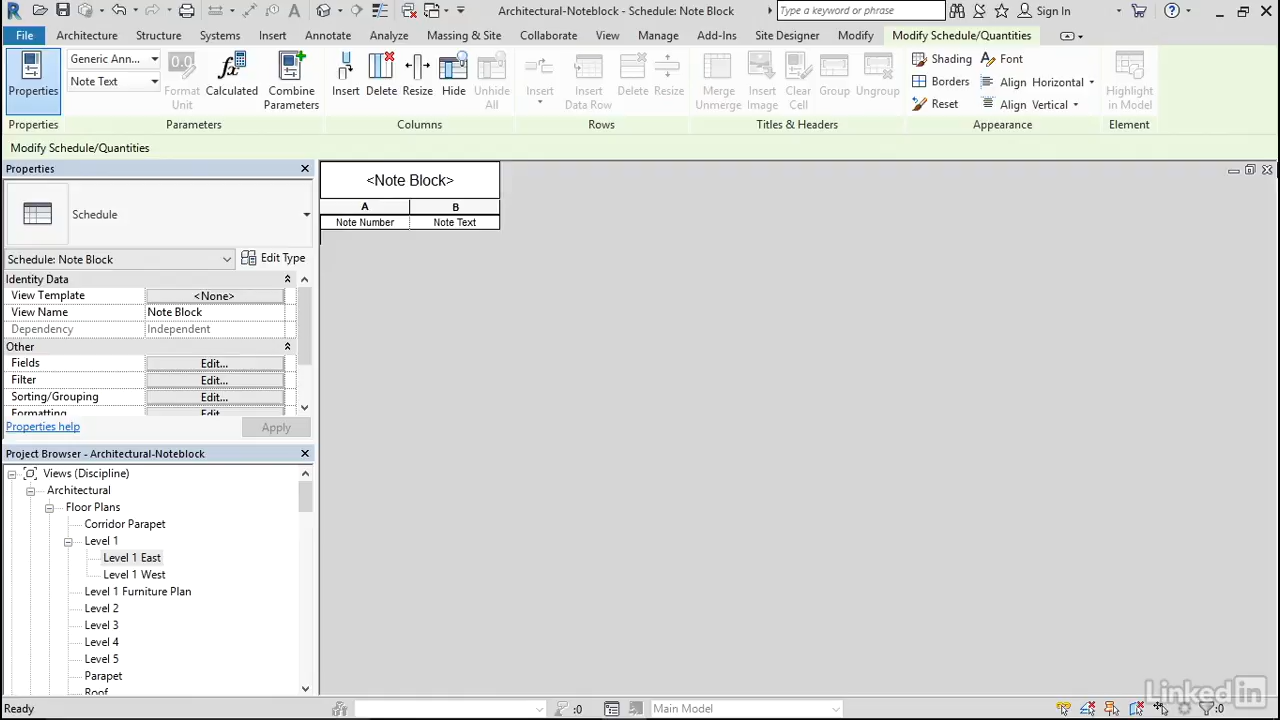 Architectural-Noteblock - Schedule: Note Block
Type a keyword or phrase
Sign In
File
Architecture
Structure
Systems
Insert
Annotate
Analyze
Massing & Site
Collaborate
View
Manage
Add-Ins
Site Designer
Modify
Modify Schedule/Quantities
Properties
Generic Ann...
Note Text
Format
Unit
Calculated
Combine
Parameters
Insert
Delete
Resize
Hide
Unhide
All
Insert
Insert
Data Row
Delete
Resize
Merge
Unmerge
Insert
Image
Clear
Cell
Group
Ungroup
Shading
Borders
Reset
Font
Align Horizontal
Align Vertical
Highlight
in Model
Properties
Parameters
Columns
Rows
Titles & Headers
Appearance
Element
Modify Schedule/Quantities
Properties
Schedule
Schedule: Note Block
Edit Type
Identity Data
View Template
<None>
View Name
Note Block
Dependency
Independent
Other
Fields
Edit...
Filter
Edit...
Sorting/Grouping
Edit...
Formatting
Edit...
Properties help
Apply
Project Browser - Architectural-Noteblock
Views (Discipline)
Architectural
Floor Plans
Corridor Parapet
Level 1
Level 1 East
Level 1 West
Level 1 Furniture Plan
Level 2
Level 3
Level 4
Level 5
Parapet
Roof
<Note Block>
A
B
Note Number
Note Text
Ready
:0
Main Model
:0
Linked in